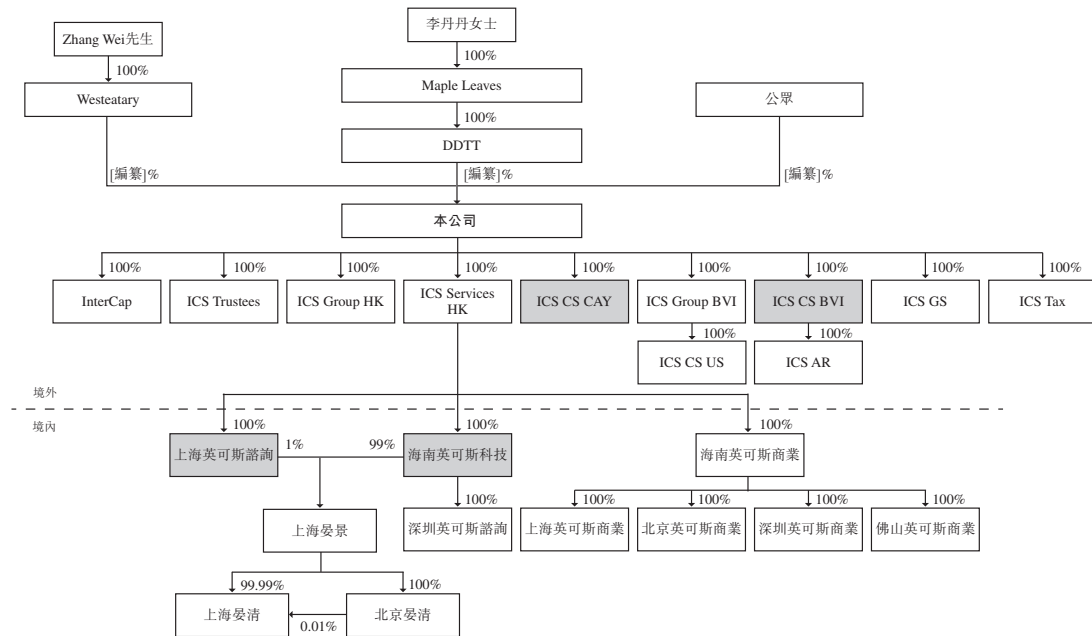 李丹丹女士
Zhang Wei先生
100%
100%
Westeatary
Maple Leaves
公眾
100%
DDTT
[編纂]%
[編纂]%
[編纂]%
本公司
100%
100%
100%
100%
100%
100%
100%
100%
100%
InterCap
ICS Trustees
ICS Group HK
ICS Services
HK
ICS CS CAY
ICS Group BVI
ICS CS BVI
ICS GS
ICS Tax
100%
100%
ICS CS US
ICS AR
境外
境內
100%
100%
100%
上海英可斯諮詢
1%
99%
海南英可斯科技
海南英可斯商業
100%
100%
100%
100%
100%
上海晏景
深圳英可斯諮詢
上海英可斯商業
北京英可斯商業
深圳英可斯商業
佛山英可斯商業
99.99%
100%
上海晏清
0.01%
北京晏清